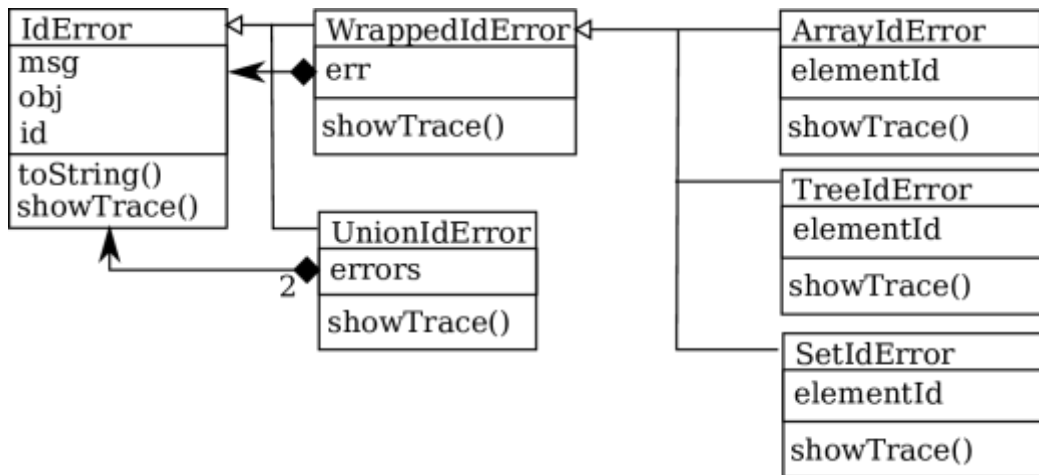 IdError
msg
obj
id
toString()
showTrace()
WrappedIdError
err
showTrace()
UnionIdError
errors
2
showTrace()
ArrayIdError
elementId
showTrace()
TreeIdError
elementId
showTrace()
SetIdError
elementId
showTrace()